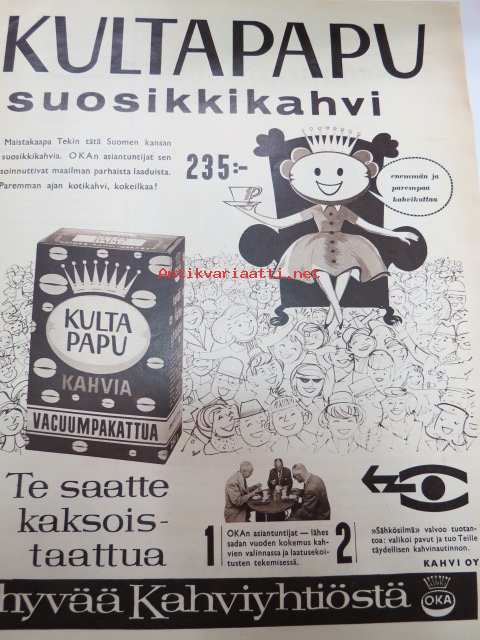 KULTAPAPU
suosikkikahvi
Maistakaapa Tekin tätä Suomen kansan
suosikkikahvia. OKAn asiantuntijat sen
soinnuttivat maailman parhaista laaduista.
Paremman ajan kotikahvi, kokeilkaa!
235:-
enemmän ja
parempaa
kahvikultaa
Antikvariaatti.net
KULTA
PAPU
KAHVIA
VACUUMPAKATTUA
Te saatte
kaksois-
taattua
1
OKAn asiantuntijat — lähes
sadan vuoden kokemus kah-
vien valinnassa ja laatusekoi-
tusten tekemisessä.
2
»Sähkösilmä» valvoo tuotan-
toa: valikoi pavut ja tuo Teille
täydellisen kahvinautinnon.
KAHVI OY
hyvää Kahviyhtiöstä
OKA